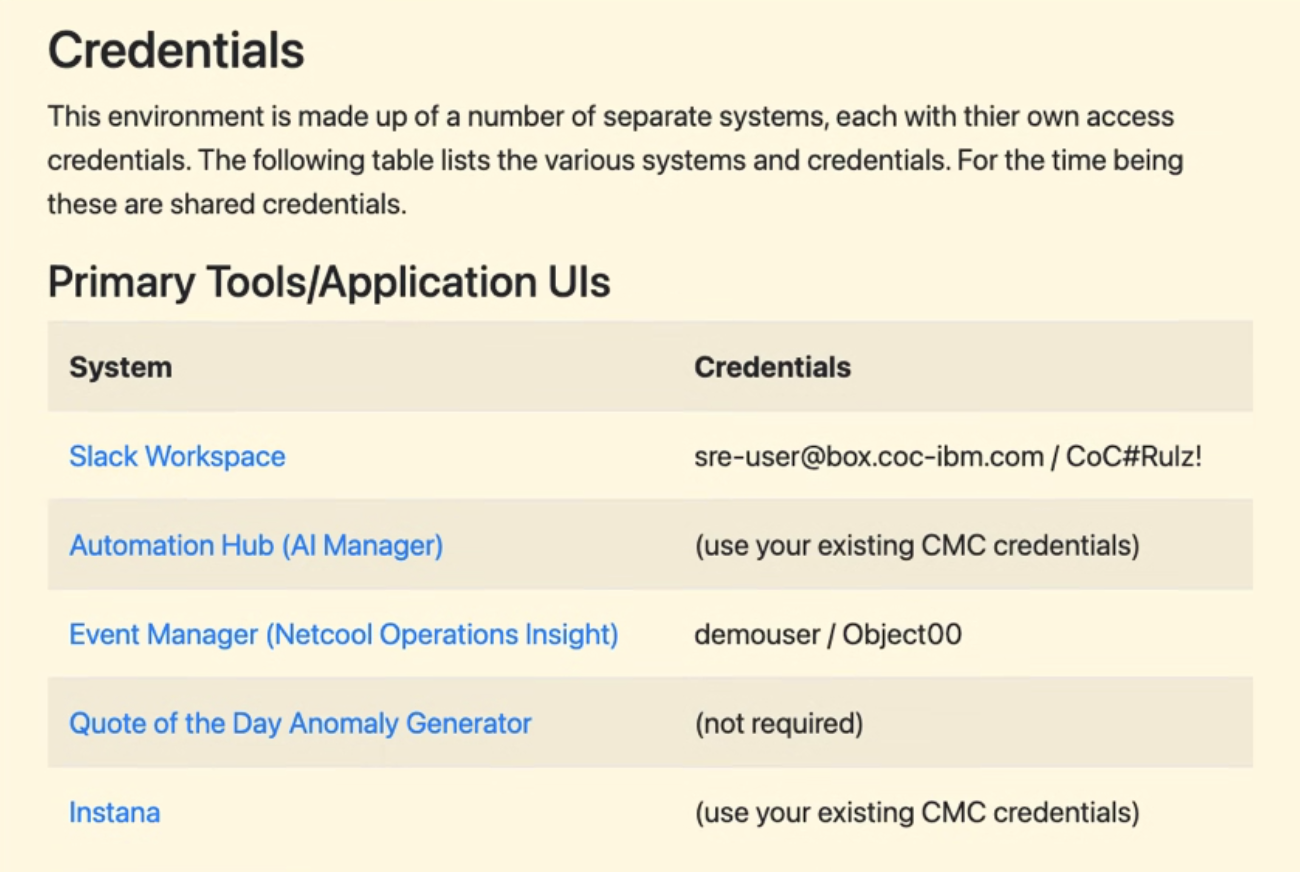 Credentials
This environment is made up of a number of separate systems, each with thier own access
credentials. The following table lists the various systems and credentials. For the time being
these are shared credentials.
Primary Tools/Application UIs
System Credentials
Slack Workspace sre-user@box.coc-ibm.com / CoC#Rulz!
Automation Hub (AI Manager) (use your existing CMC credentials)
Event Manager (Netcool Operations Insight) demouser / Object00
Quote of the Day Anomaly Generator (not required)
Instana (use your existing CMC credentials)